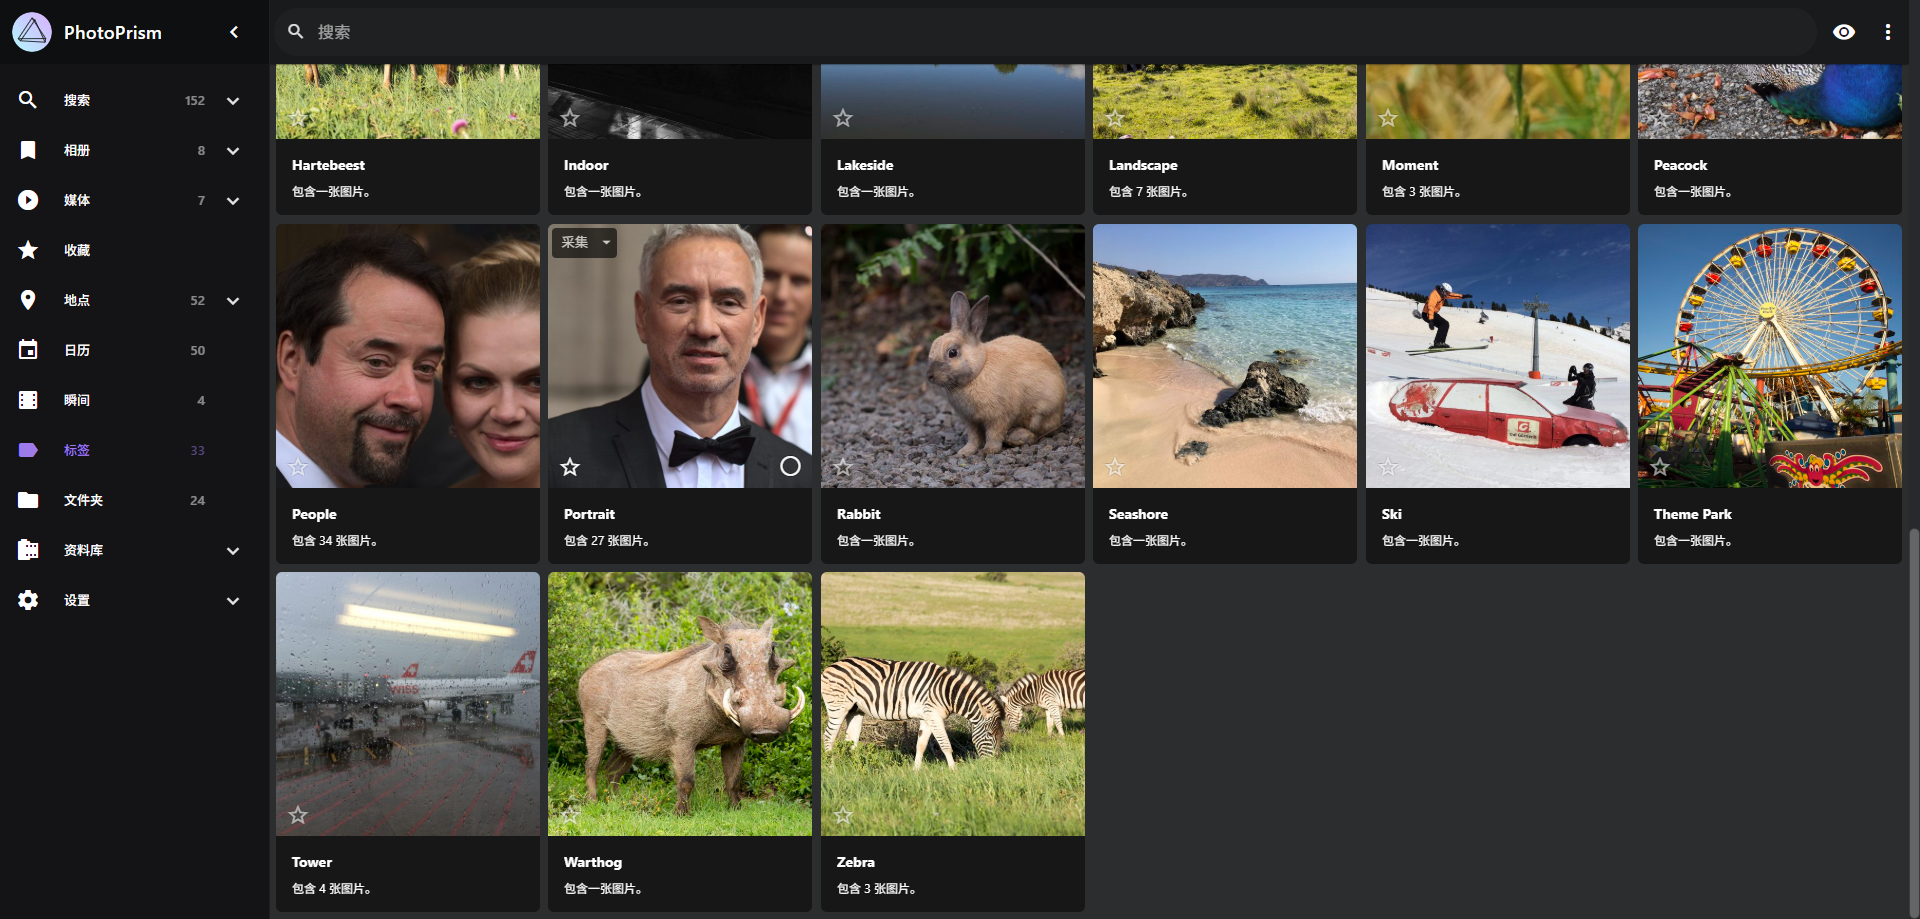 PhotoPrism
搜索
搜索 152
相册 8
媒体 7
收藏
地点 52
日历 50
瞬间 4
标签 33
文件夹 24
资料库
设置
Hartebeest
包含一张图片。
Indoor
包含一张图片。
Lakeside
包含一张图片。
Landscape
包含 7 张图片。
Moment
包含 3 张图片。
Peacock
包含一张图片。
People
包含 34 张图片。
采集
Portrait
包含 27 张图片。
Rabbit
包含一张图片。
Seashore
包含一张图片。
Ski
包含一张图片。
Theme Park
包含一张图片。
SWISS
Tower
包含 4 张图片。
Warthog
包含一张图片。
Zebra
包含 3 张图片。